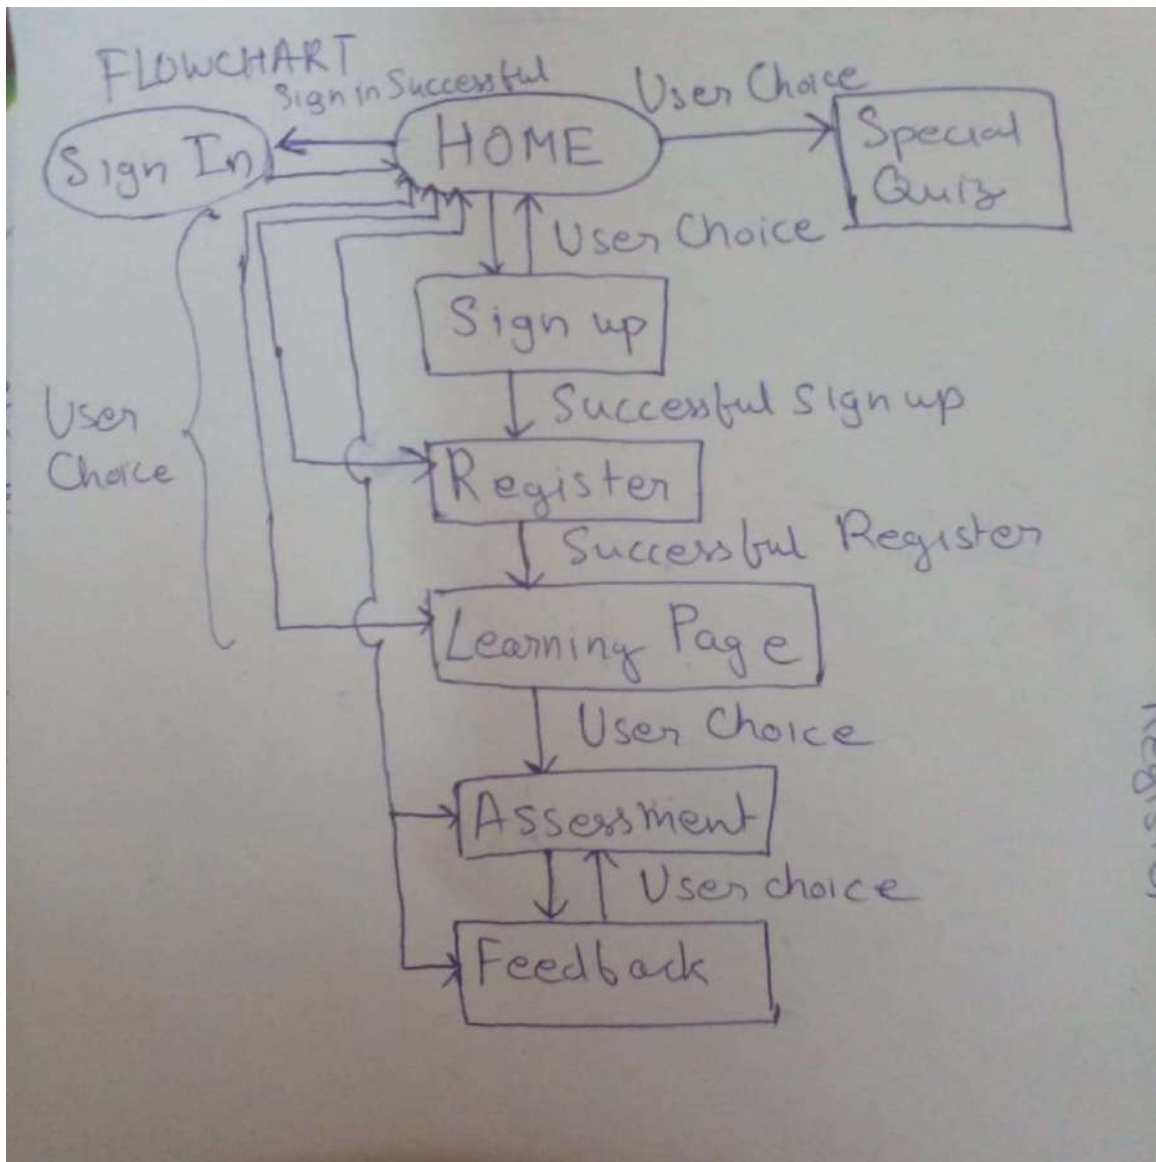 FLOWCHART
Sign in Successful
User Choice
Sign In
HOME
Special
Quiz
User Choice
Sign up
User
Choice
Successful Sign up
Register
Successful Register
Learning Page
User Choice
Assessment
User choice
Feedback